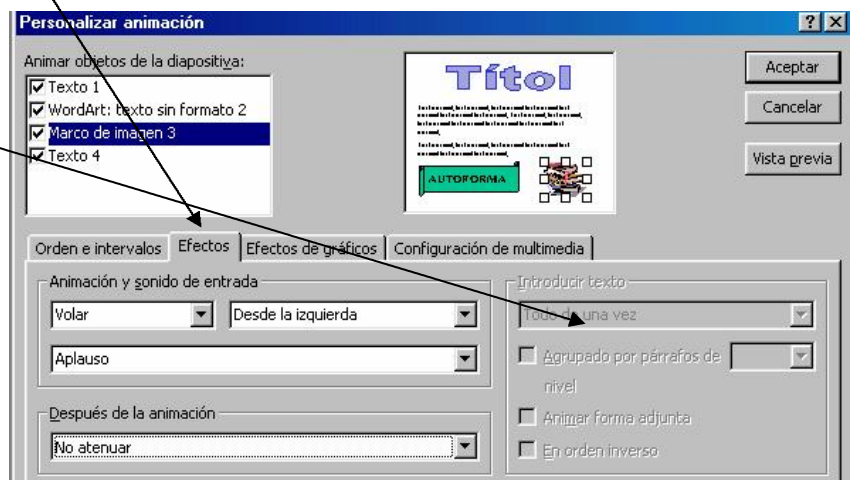 Personalizar animación
Animar objetos de la diapositiva:
Texto 1
WordArt: texto sin formato 2
Marco de imagen 3
Texto 4
Títol
AUTOFORMA
Aceptar
Cancelar
Vista previa
Orden e intervalos Efectos Efectos de gráficos Configuración de multimedia
Animación y sonido de entrada
Volar Desde la izquierda
Aplauso
Después de la animación
No atenuar
Introducir texto
Todo de una vez
Agrupado por párrafos de
nivel
Animar forma adjunta
En orden inverso